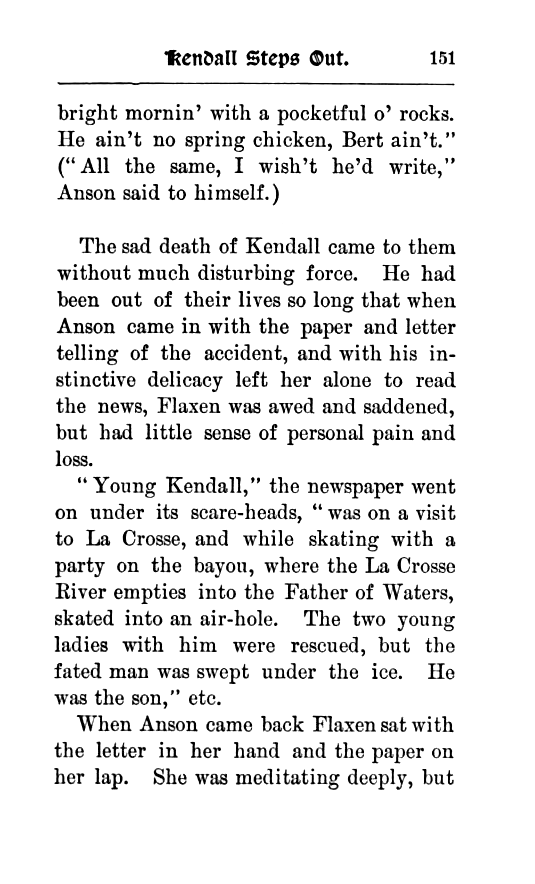 Kendall Steps Out. 151
bright mornin' with a pocketful o' rocks.
He ain't no spring chicken, Bert ain't."
("All the same, I wish't he'd write,"
Anson said to himself.)
The sad death of Kendall came to them
without much disturbing force. He had
been out of their lives so long that when
Anson came in with the paper and letter
telling of the accident, and with his in-
stinctive delicacy left her alone to read
the news, Flaxen was awed and saddened,
but had little sense of personal pain and
loss.
"Young Kendall," the newspaper went
on under its scare-heads, "was on a visit
to La Crosse, and while skating with a
party on the bayou, where the La Crosse
River empties into the Father of Waters,
skated into an air-hole. The two young
ladies with him were rescued, but the
fated man was swept under the ice. He
was the son," etc.
When Anson came back Flaxen sat with
the letter in her hand and the paper on
her lap. She was meditating deeply, but